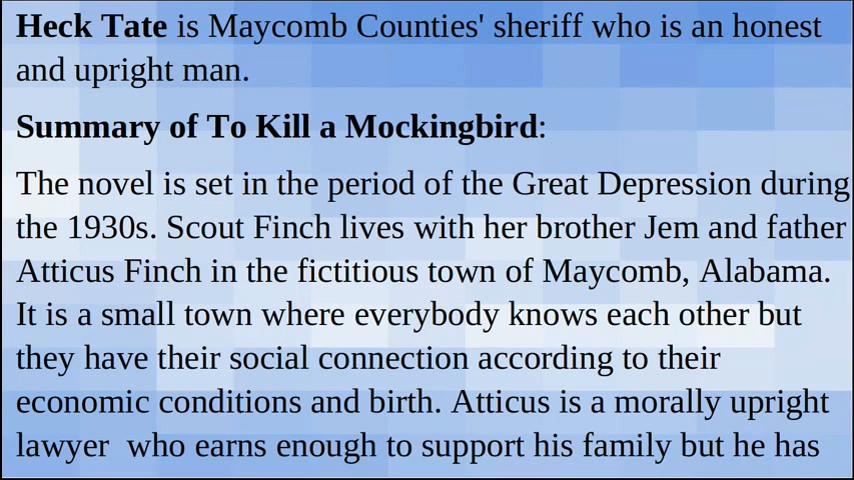 Heck Tate is Maycomb Counties' sheriff who is an honest
and upright man.
Summary of To Kill a Mockingbird:
The novel is set in the period of the Great Depression during
the 1930s. Scout Finch lives with her brother Jem and father
Atticus Finch in the fictitious town of Maycomb, Alabama.
It is a small town where everybody knows each other but
they have their social connection according to their
economic conditions and birth. Atticus is a morally upright
lawyer  who earns enough to support his family but he has